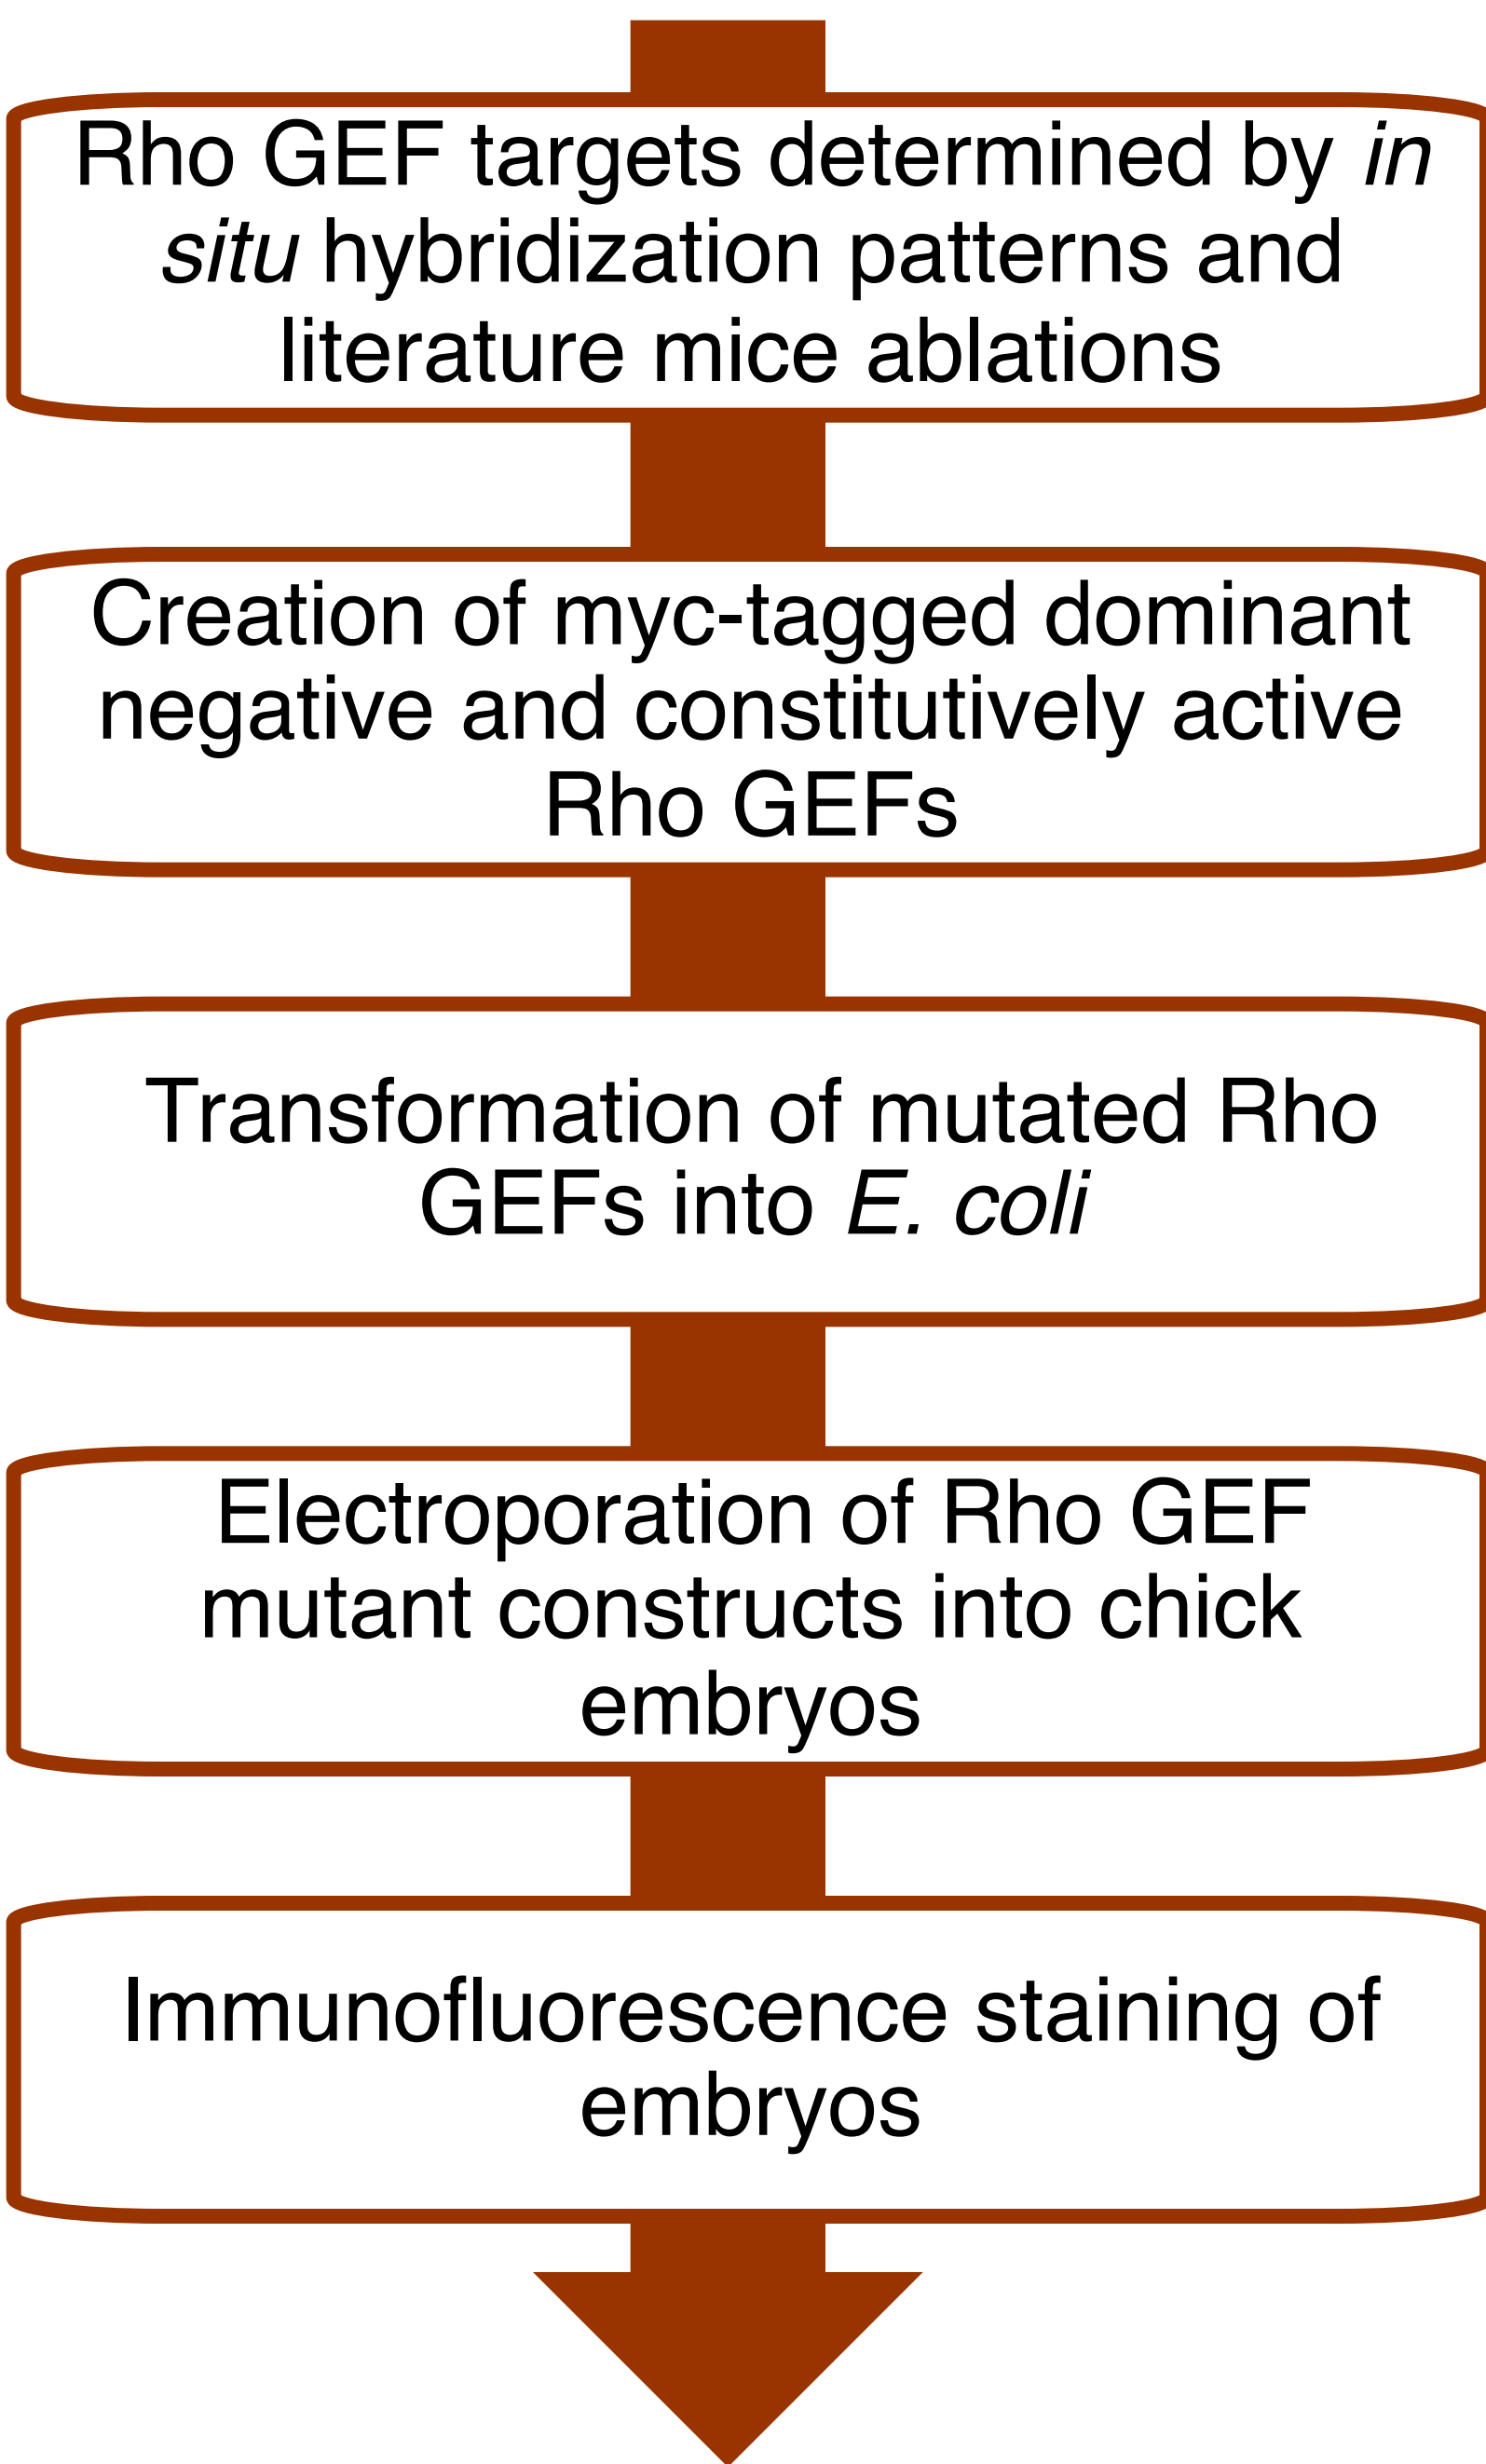 Rho GEF targets determined by in
situ hybridization patterns and
literature mice ablations
Creation of myc-tagged dominant
negative and constitutively active
Rho GEFs
Transformation of mutated Rho
GEFs into E. coli
Electroporation of Rho GEF
mutant constructs into chick
embryos
Immunofluorescence staining of
embryos